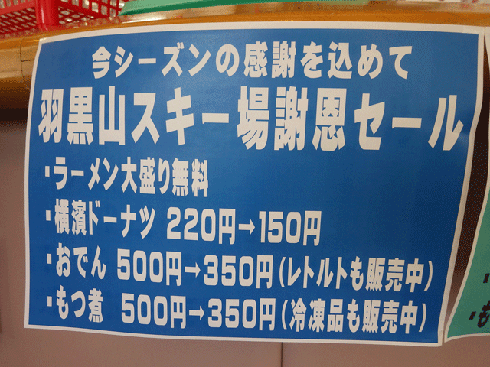 今シーズンの感謝を込めて
羽黒山スキー場謝恩セール
・ラーメン大盛り無料
・横濱ドーナツ 220円→150円
・おでん 500円→350円(レトルトも販売中)
・もつ煮 500円→350円(冷凍品も販売中)